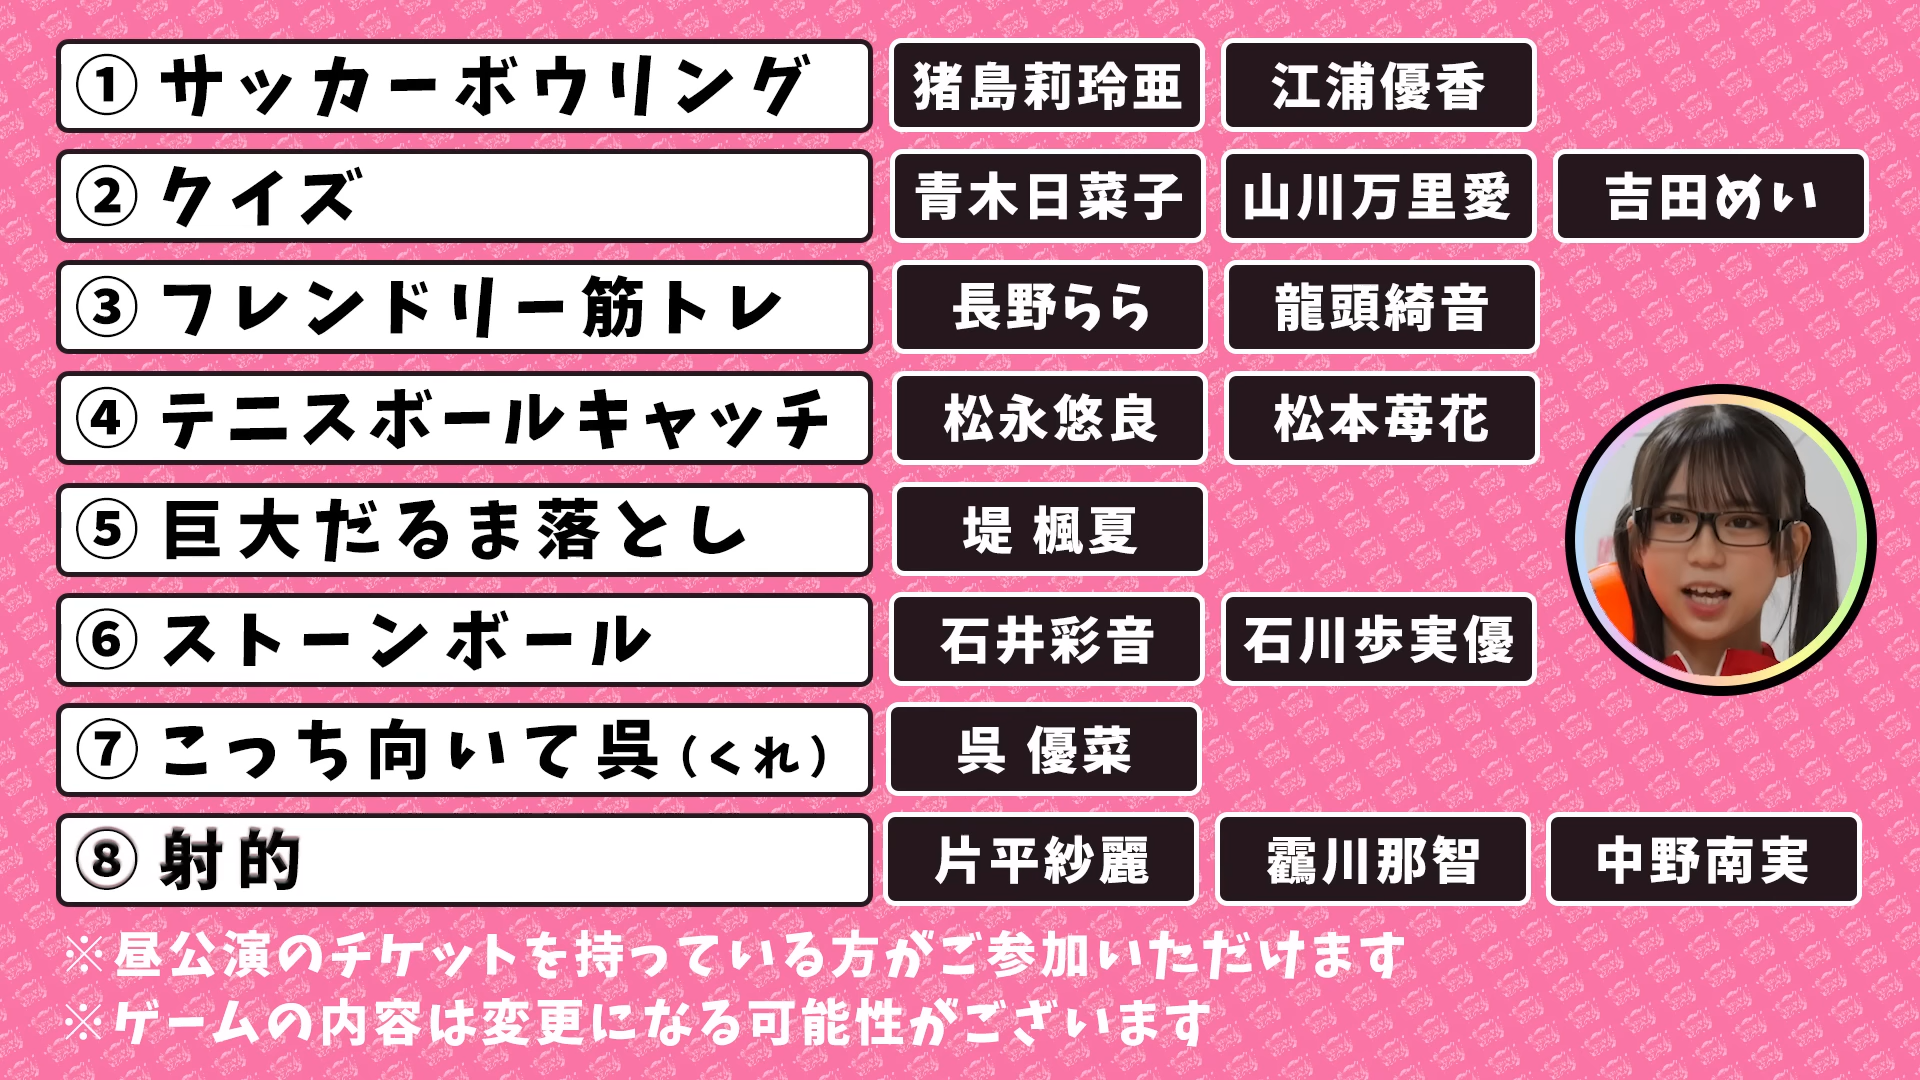 ① サッカーボウリング 猪島莉玲亜 江浦優香
② クイズ 青木日菜子 山川万里愛 吉田めい
③ フレンドリー筋トレ 長野らら 龍頭綺音
④ テニスボールキャッチ 松永悠良 松本苺花
⑤ 巨大だるま落とし 堤 楓夏
⑥ ストーンボール 石井彩音 石川歩実優
⑦ こっち向いて呉（くれ） 呉 優菜
⑧ 射的 片平紗麗 靍川那智 中野南実
※昼公演のチケットを持っている方がご参加いただけます
※ゲームの内容は変更になる可能性がございます